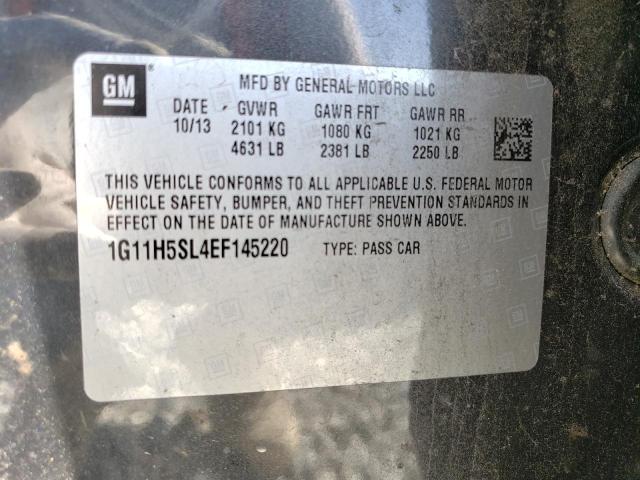 GM
MFD BY GENERAL MOTORS LLC
DATE GVWR GAWR FRT GAWR RR
10/13 2101 KG 1080 KG 1021 KG
4631 LB 2381 LB 2250 LB
THIS VEHICLE CONFORMS TO ALL APPLICABLE U.S. FEDERAL MOTOR
VEHICLE SAFETY, BUMPER, AND THEFT PREVENTION STANDARDS IN
EFFECT ON THE DATE OF MANUFACTURE SHOWN ABOVE.
1G11H5SL4EF145220 TYPE: PASS CAR